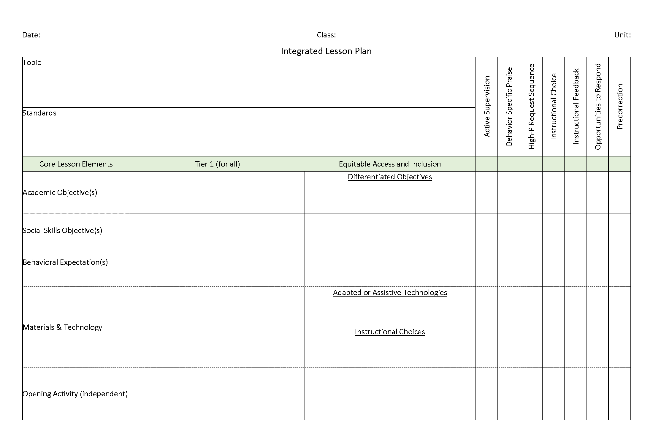 Date: Class: Unit:
Integrated Lesson Plan
Topic
Active Supervision
Behavior Specific Praise
High P Request Sequence
Instructional Choice
Instructional Feedback
Opportunities to Respond
Precorrection
Standards
Core Lesson Elements Tier 1 (for all) Equitable Access and Inclusion
Differentiated Objectives
Academic Objective(s)
Social Skills Objective(s)
Behavioral Expectation(s)
Adapted or Assistive Technologies
Materials & Technology
Instructional Choices
Opening Activity (independent)